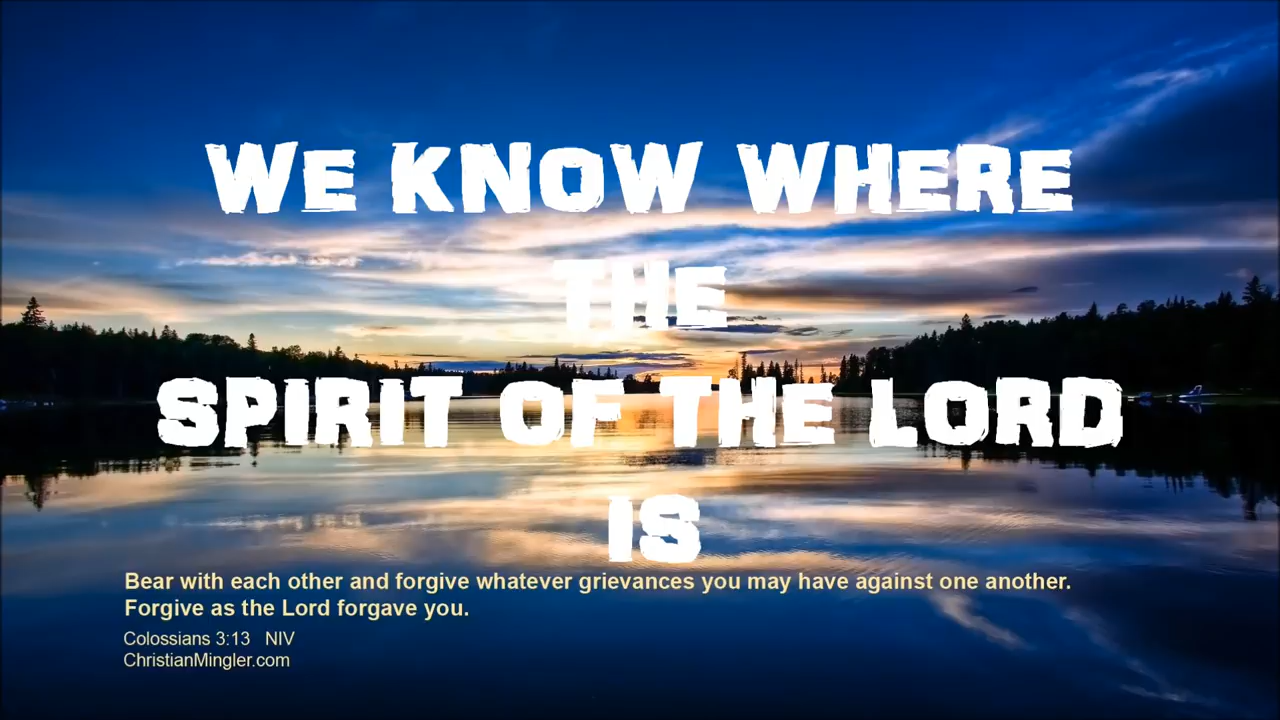 WE KNOW WHERE
THE
SPIRIT OF THE LORD
IS
Bear with each other and forgive whatever grievances you may have against one another.
Forgive as the Lord forgave you.
Colossians 3:13 NIV
ChristianMingler.com